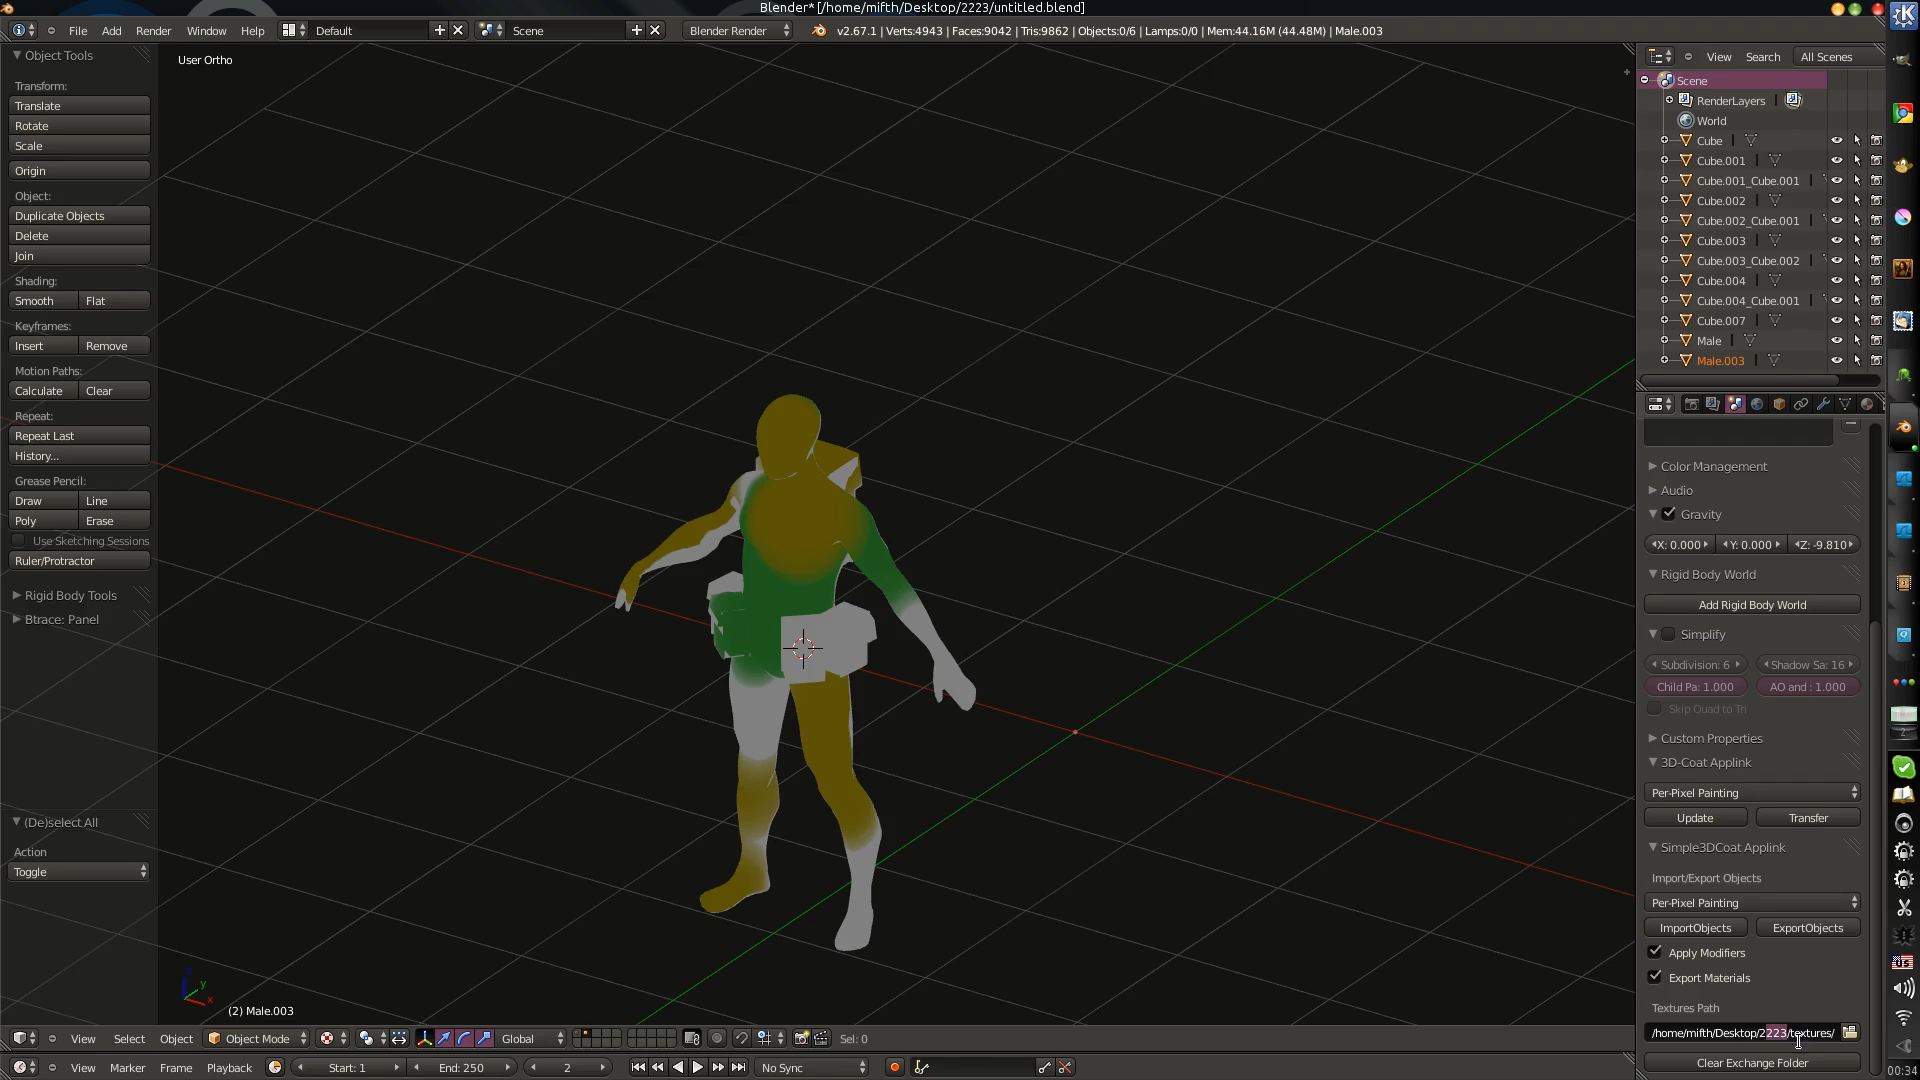 Blender* [/home/mifth/Desktop/2223/untitled.blend]
File Add Render Window Help Default Scene Blender Render v2.67.1 | Verts:4943 | Faces:9042 | Tris:9862 | Objects:0/6 | Lamps:0/0 | Mem:44.16M (44.48M) | Male.003
Object Tools
Transform:
Translate
Rotate
Scale
Origin
Object:
Duplicate Objects
Delete
Join
Shading:
Smooth Flat
Keyframes:
Insert Remove
Motion Paths:
Calculate Clear
Repeat:
Repeat Last
History...
Grease Pencil:
Draw Line
Poly Erase
Use Sketching Sessions
Ruler/Protractor
Rigid Body Tools
Btrace: Panel
(De)select All
Action
Toggle
User Ortho
z
y
x
(2) Male.003
View Select Object Object Mode Global Sel: 0
View Marker Frame Playback Start: 1 End: 250 2 No Sync
View Search All Scenes
Scene
RenderLayers
World
Cube
Cube.001
Cube.001_Cube.001
Cube.002
Cube.002_Cube.001
Cube.003
Cube.003_Cube.002
Cube.004
Cube.004_Cube.001
Cube.007
Male
Male.003
Color Management
Audio
Gravity
X: 0.000 Y: 0.000 Z: -9.810
Rigid Body World
Add Rigid Body World
Simplify
Subdivision: 6 Shadow Sa: 16
Child Pa: 1.000 AO and : 1.000
Skip Quad to Tri
Custom Properties
3D-Coat Applink
Per-Pixel Painting
Update Transfer
Simple3DCoat Applink
Import/Export Objects
Per-Pixel Painting
ImportObjects ExportObjects
Apply Modifiers
Export Materials
Textures Path
/home/mifth/Desktop/2223/textures/
Clear Exchange Folder
K
2
US
00:34